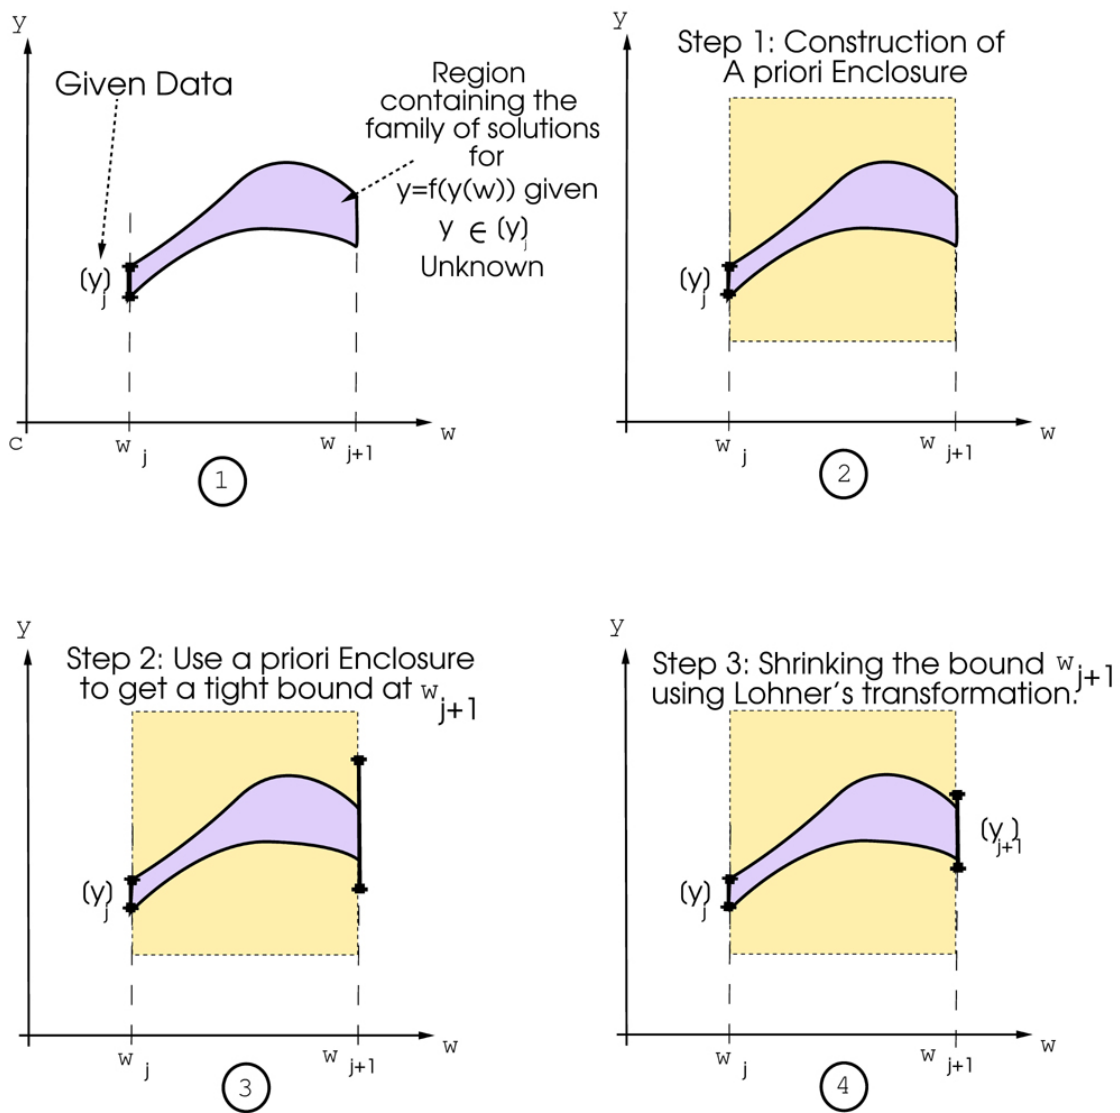 y
Given Data
Region
containing the
family of solutions
for
y=f(y(w)) given
y ∈ (y)
j
Unknown
(y)
j
c
w j
w j+1
w
1
y
Step 1: Construction of
A priori Enclosure
(y)
j
w j
w j+1
w
2
y
Step 2: Use a priori Enclosure
to get a tight bound at w j+1
(y)
j
w j
w j+1
w
3
y
Step 3: Shrinking the bound w j+1
using Lohner's transformation.
(y)
j+1
(y)
j
w j
w j+1
w
4